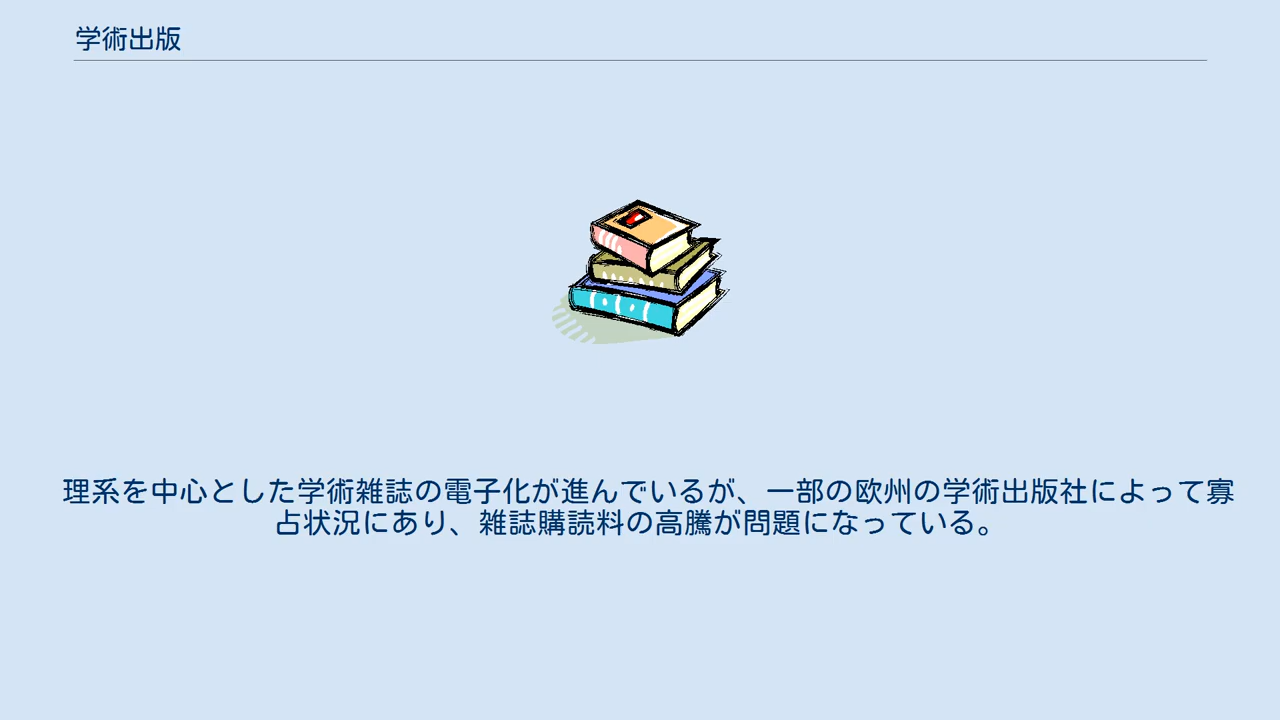 学術出版
理系を中心とした学術雑誌の電子化が進んでいるが、一部の欧州の学術出版社によって寡
占状況にあり、雑誌購読料の高騰が問題になっている。